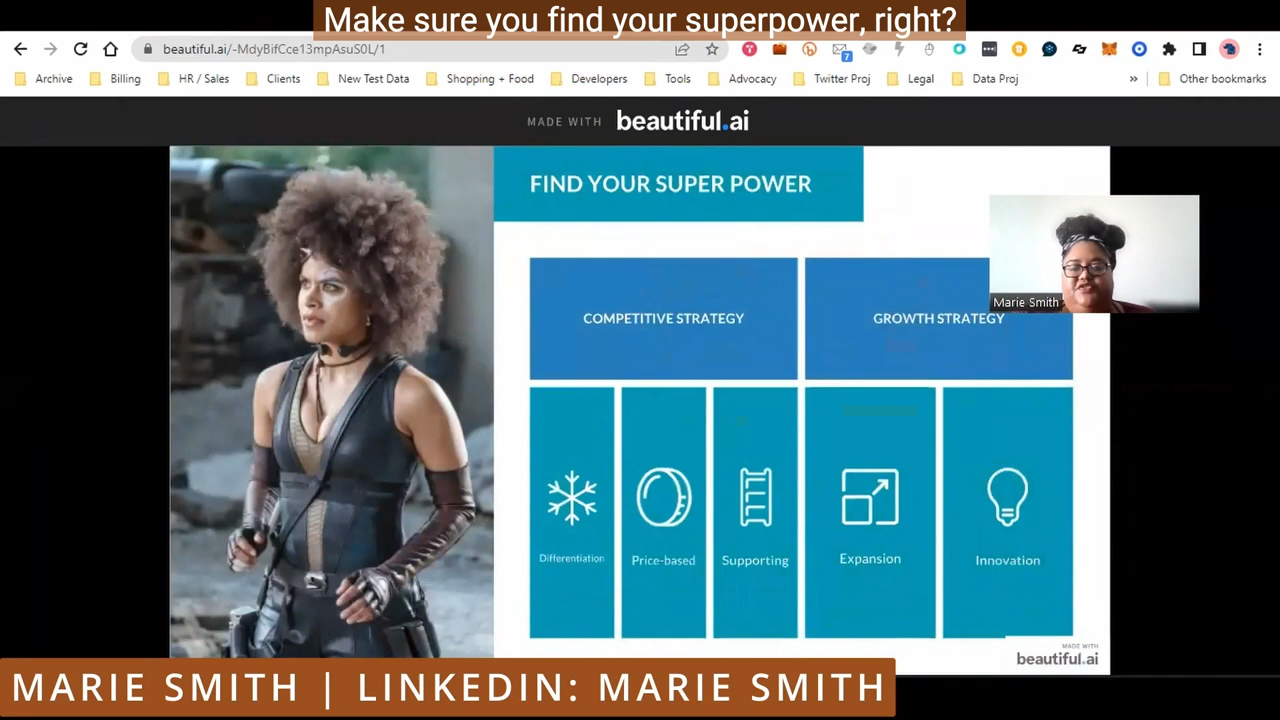 Make sure you find your superpower, right?
beautiful.ai/-MdyBifCce13mpAsuS0L/1
7
Archive
Billing
HR / Sales
Clients
New Test Data
Shopping + Food
Developers
Tools
Advocacy
Twitter Proj
Legal
Data Proj
»
Other bookmarks
MADE WITH beautiful.ai
FIND YOUR SUPER POWER
Marie Smith
COMPETITIVE STRATEGY
GROWTH STRATEGY
Differentiation
Price-based
Supporting
Expansion
Innovation
MADE WITH
beautiful.ai
MARIE SMITH | LINKEDIN: MARIE SMITH